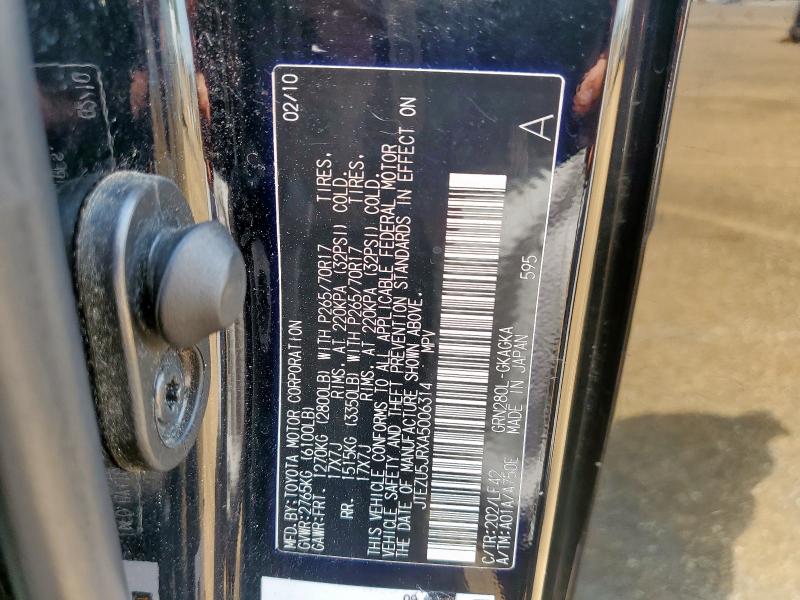 MFD.BY:TOYOTA MOTOR CORPORATION 02/10
GVWR:2765KG (6100LB)
GAWR:FRT. 1270KG (2800LB) WITH P265/70R17 TIRES,
17X7J RIMS, AT 220KPA (32PSI) COLD.
RR. 1515KG (3350LB) WITH P265/70R17 TIRES,
17X7J RIMS, AT 220KPA (32PSI) COLD.
THIS VEHICLE CONFORMS TO ALL APPLICABLE FEDERAL MOTOR
VEHICLE SAFETY AND THEFT PREVENTION STANDARDS IN EFFECT ON
THE DATE OF MANUFACTURE SHOWN ABOVE.
JTEZU5JRXA5006314 MPV
C/TR:202/LF42 GRN280L-GKAGKA 595
A/TM:A01A/A750E MADE IN JAPAN A